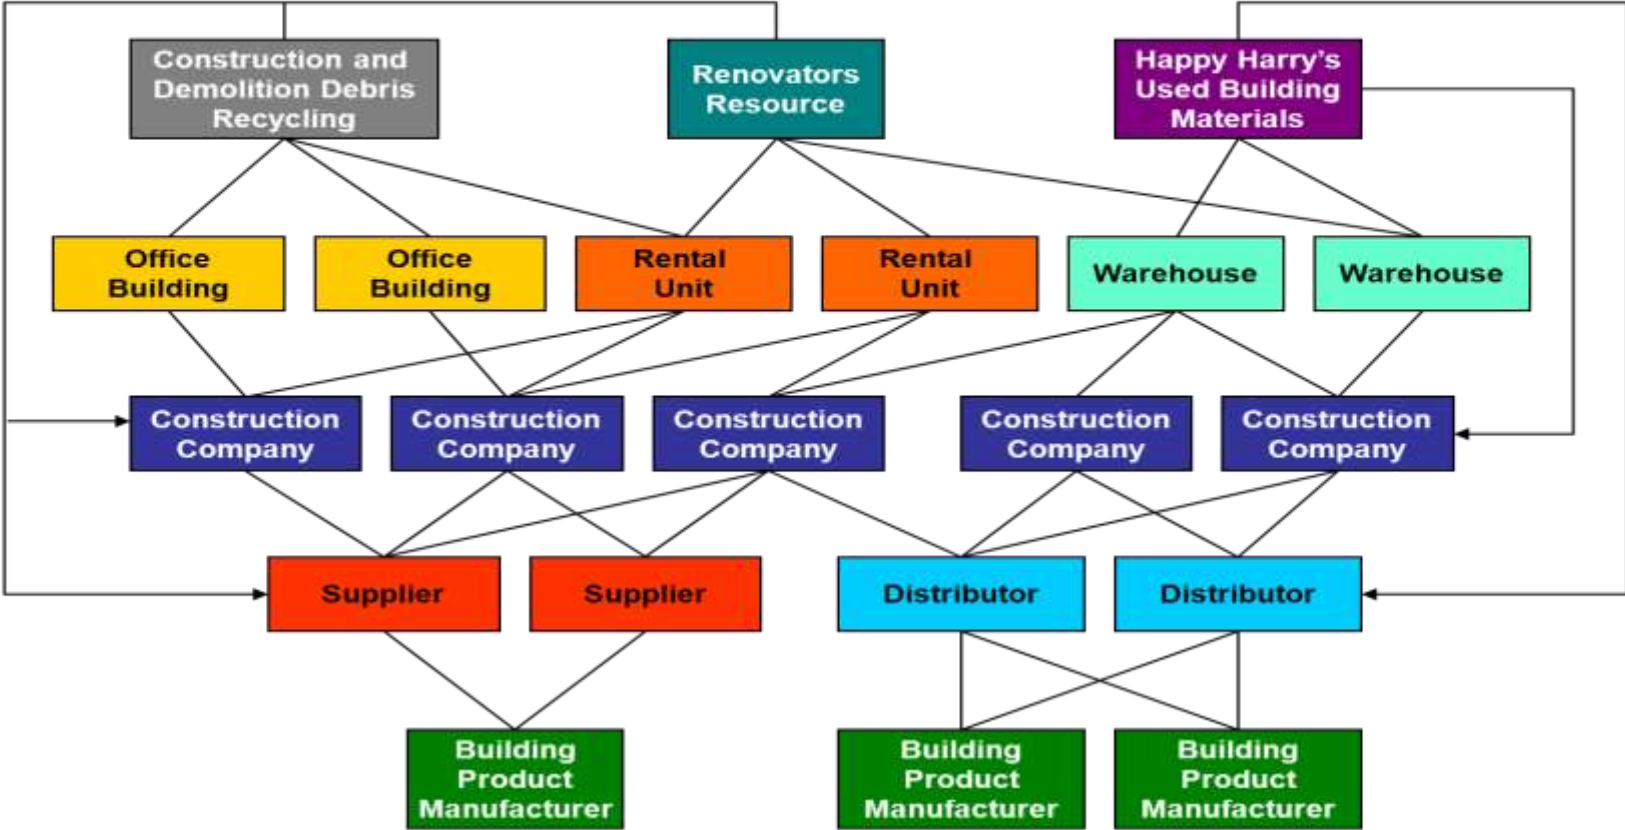 Construction and
Demolition Debris
Recycling
Renovators
Resource
Happy Harry's
Used Building
Materials
Office
Building
Office
Building
Rental
Unit
Rental
Unit
Warehouse
Warehouse
Construction
Company
Construction
Company
Construction
Company
Construction
Company
Construction
Company
Supplier
Supplier
Distributor
Distributor
Building
Product
Manufacturer
Building
Product
Manufacturer
Building
Product
Manufacturer